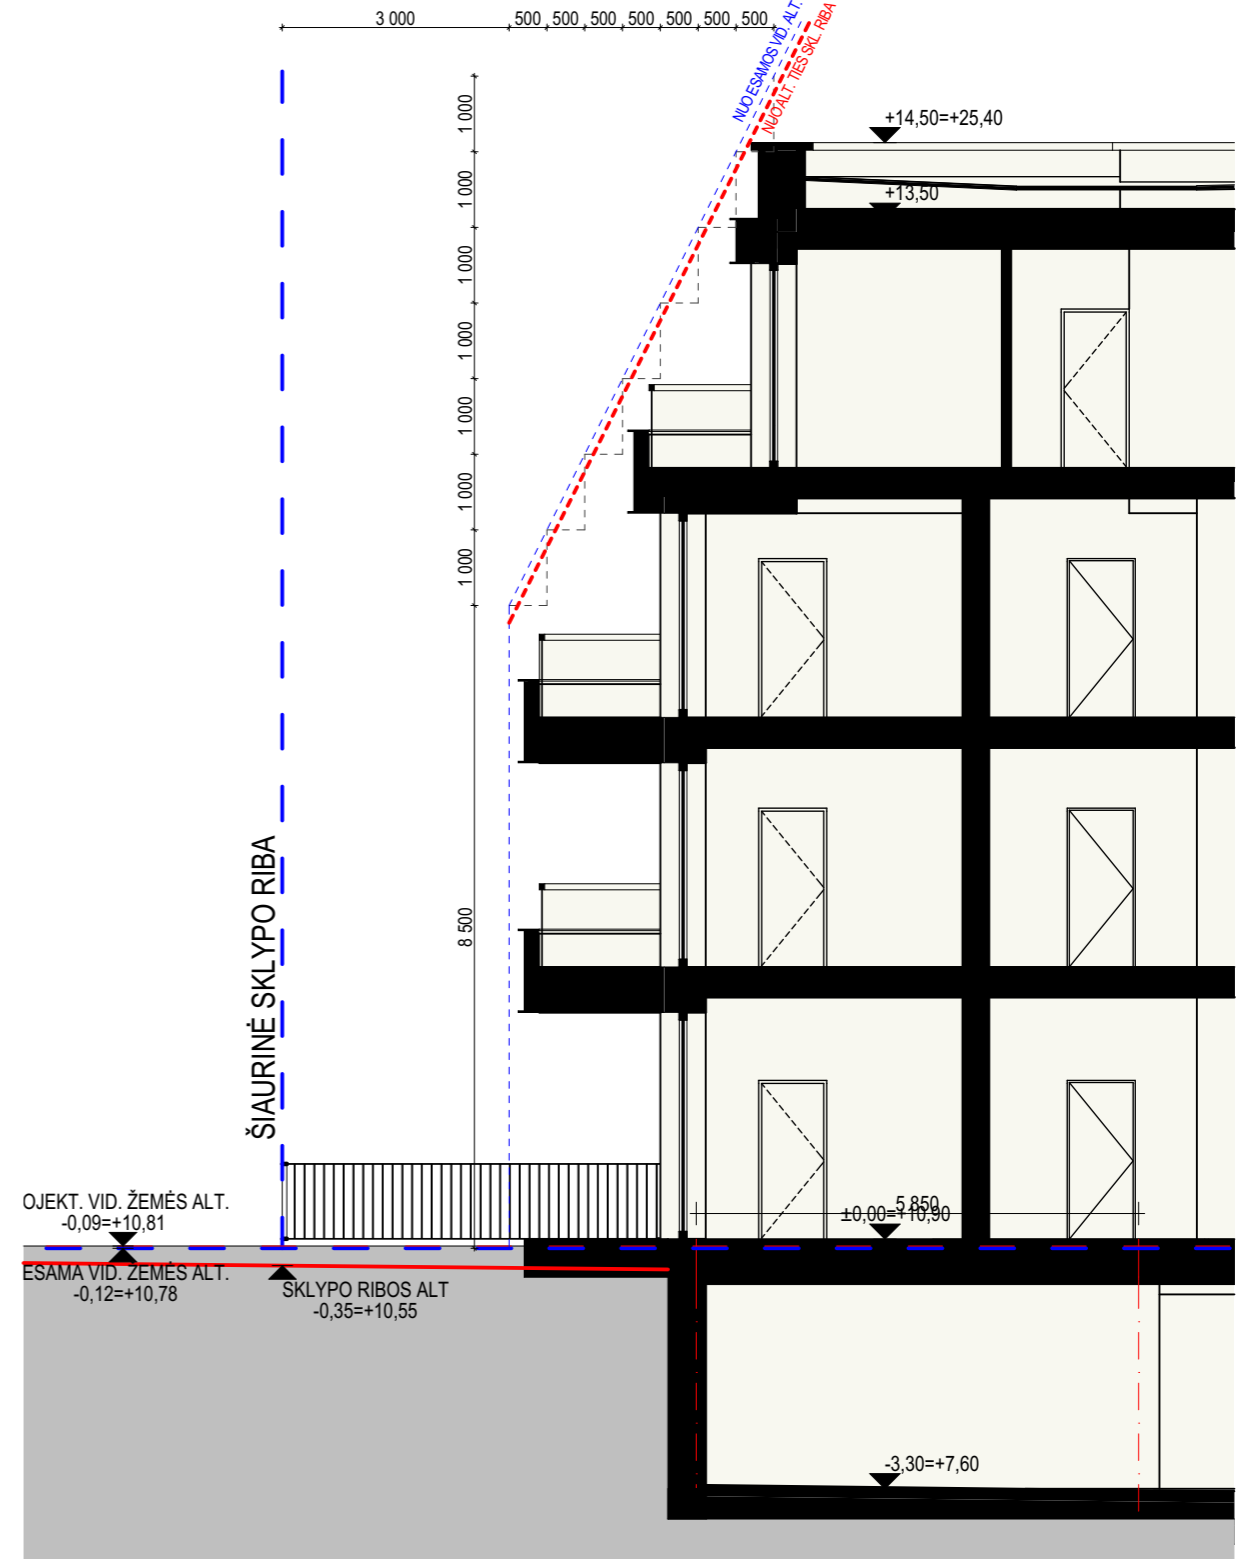 3 000
500 500 500 500 500 500 500
NUO ESAMOS VID. ALT.
NUO ALT. TIES SKL. RIBA
1 000
1 000
1 000
1 000
1 000
1 000
1 000
8 500
+14,50=+25,40
+13,50
ŠIAURINĖ SKLYPO RIBA
OJEKT. VID. ŽEMĖS ALT.
-0,09=+10,81
ESAMA VID. ŽEMĖS ALT.
-0,12=+10,78
SKLYPO RIBOS ALT
-0,35=+10,55
5 850
±0,00=+10,90
-3,30=+7,60